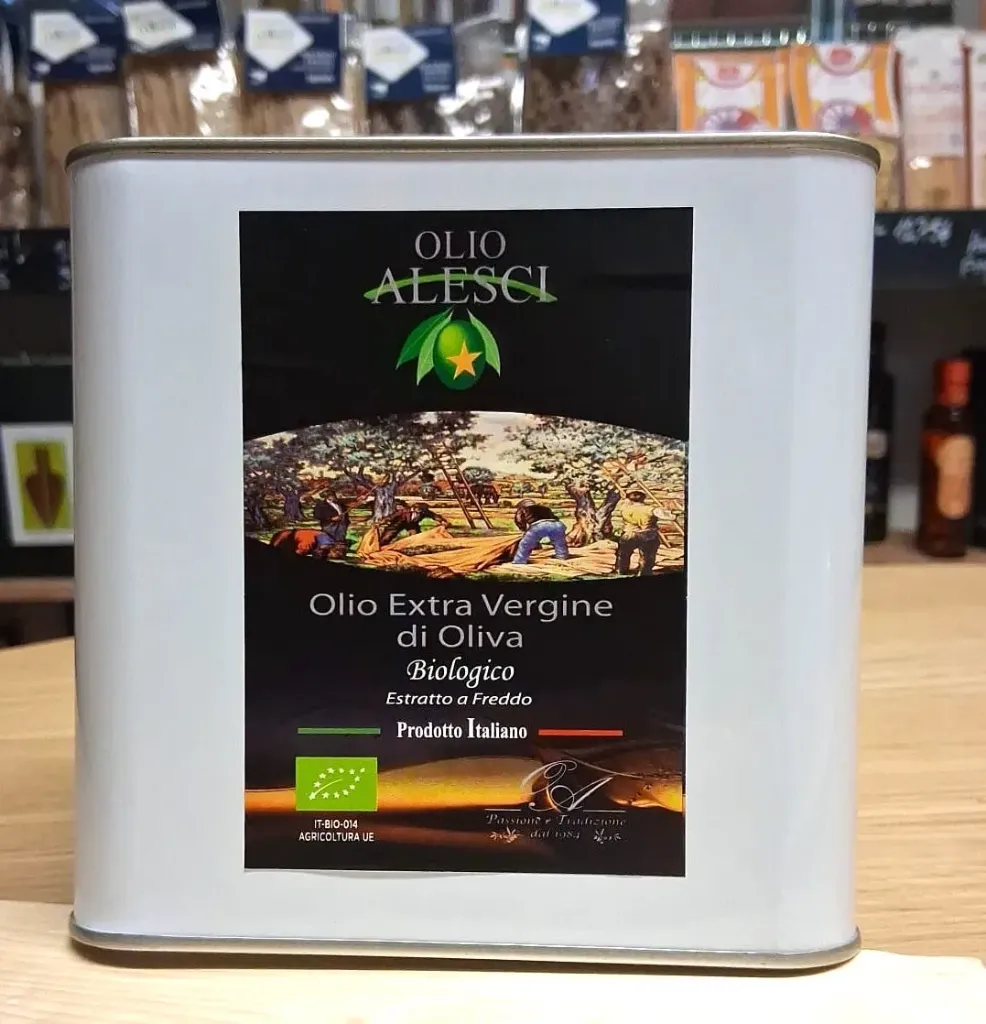 OLIO
ALESCI
Olio Extra Vergine
di Oliva
Biologico
Estratto a Freddo
Prodotto Italiano
IT-BIO-014
AGRICOLTURA UE
Passione e Tradizione
dal 1984